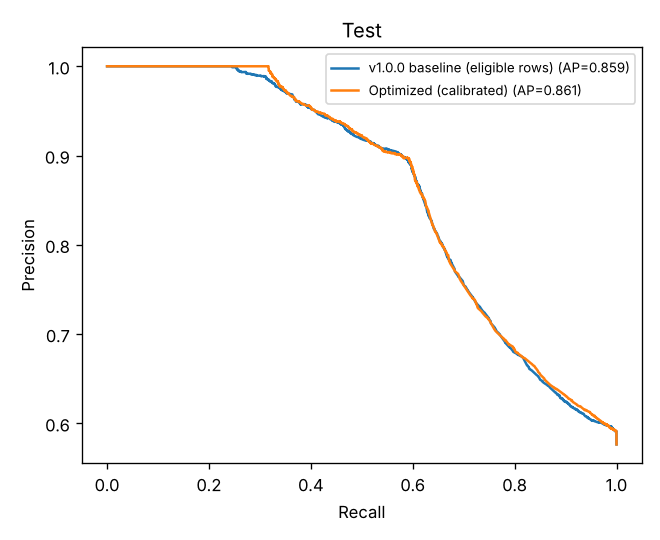 Test
v1.0.0 baseline (eligible rows) (AP=0.859)
Optimized (calibrated) (AP=0.861)
Precision
1.0
0.9
0.8
0.7
0.6
0.0 0.2 0.4 0.6 0.8 1.0
Recall